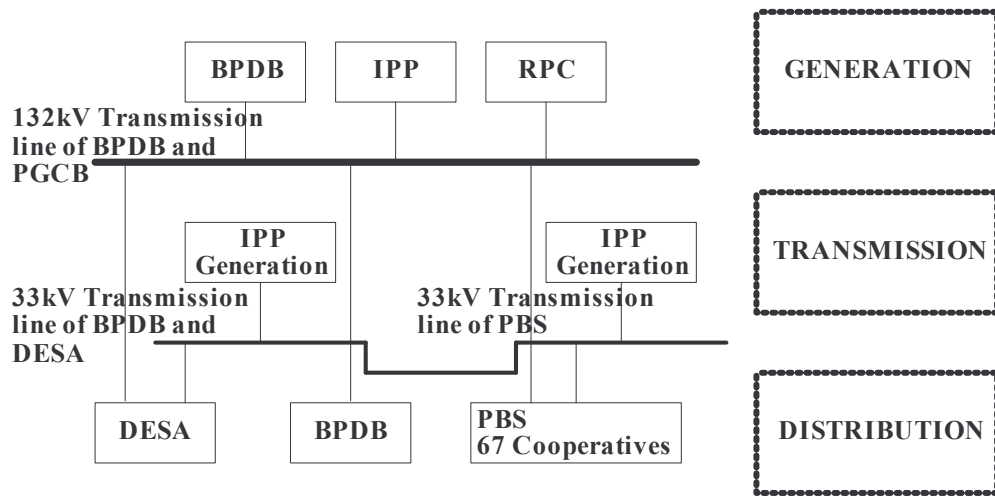 BPDB
IPP
RPC
GENERATION
132kV Transmission
line of BPDB and
PGCB
IPP
Generation
IPP
Generation
TRANSMISSION
33kV Transmission
line of BPDB and
DESA
33kV Transmission
line of PBS
DESA
BPDB
PBS
67 Cooperatives
DISTRIBUTION